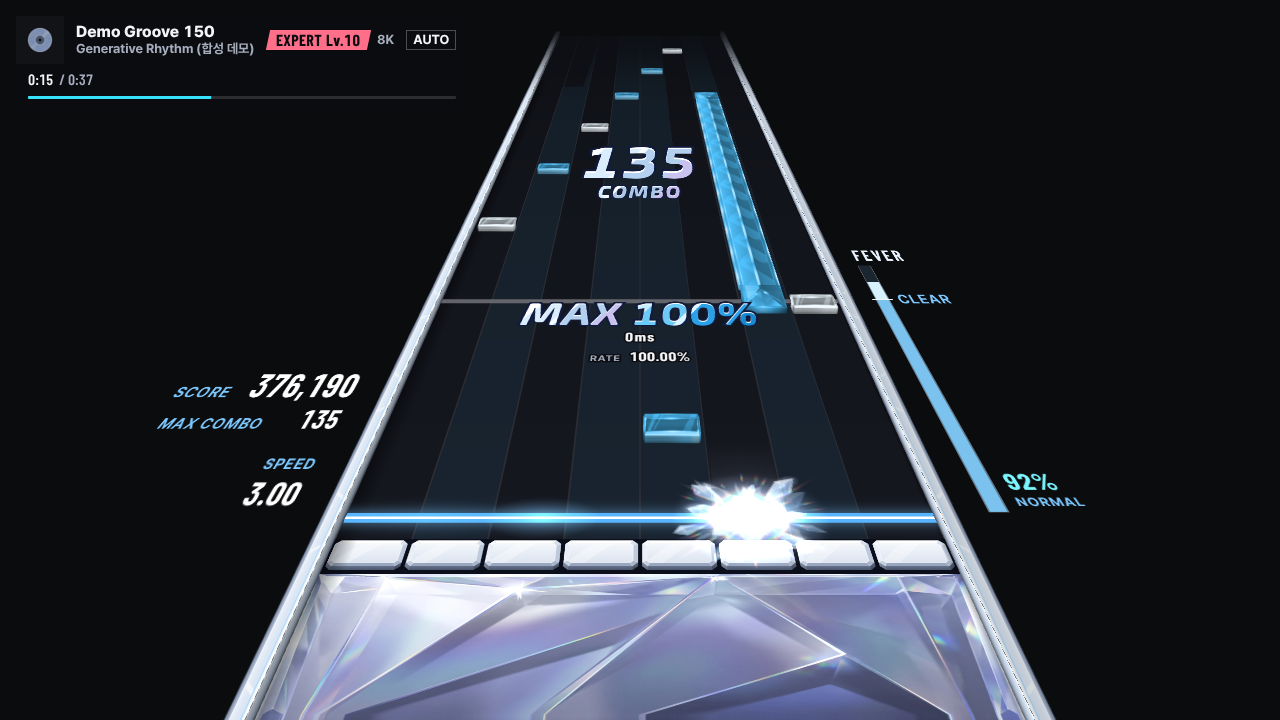 Demo Groove 150
Generative Rhythm (합성 데모)
EXPERT Lv.10 8K AUTO
0:15 / 0:37
135
COMBO
MAX 100%
0ms
RATE 100.00%
FEVER
CLEAR
SCORE 376,190
MAX COMBO 135
SPEED
3.00
92%
NORMAL